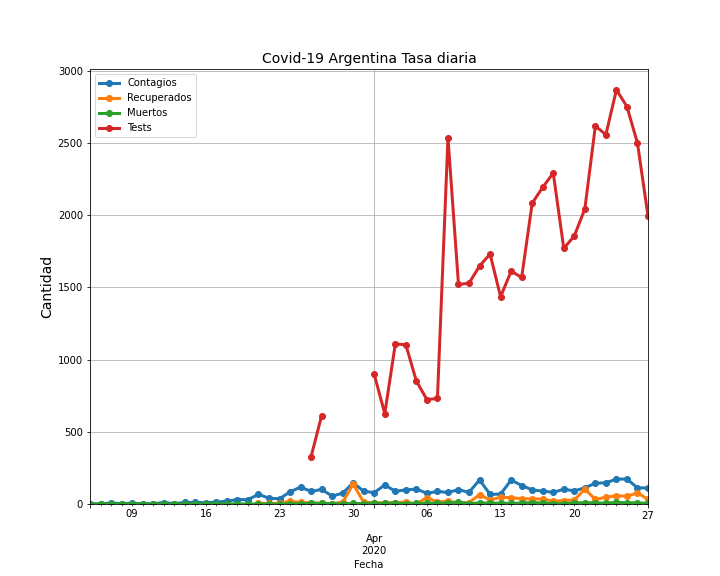 Covid-19 Argentina Tasa diaria
Contagios
Recuperados
Muertos
Tests
3000
2500
2000
1500
1000
500
0
Cantidad
09
16
23
30
06
13
20
27
Apr
2020
Fecha